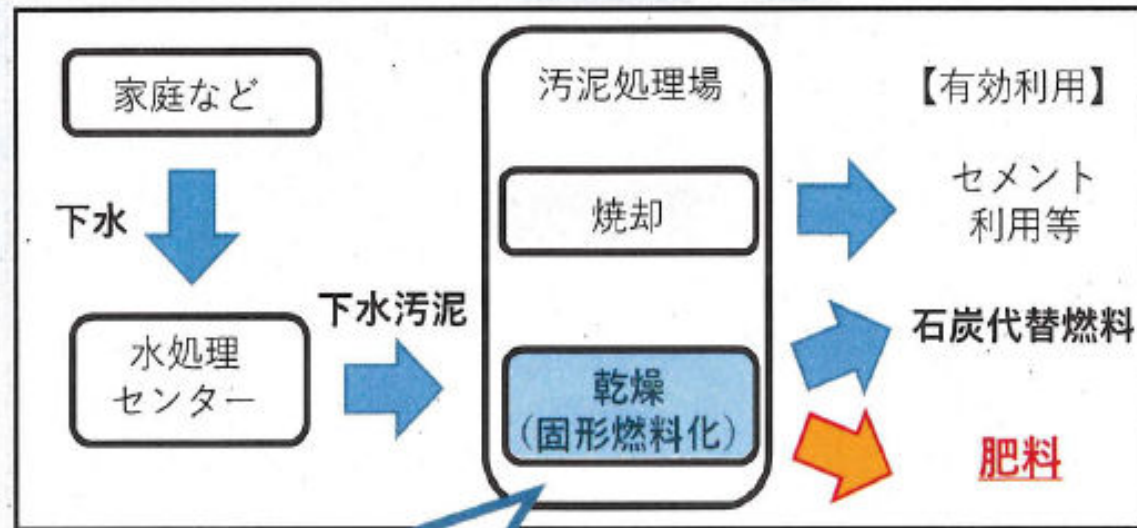 家庭など
下水
水処理
センター
下水汚泥
汚泥処理場
焼却
乾燥
（固形燃料化）
【有効利用】
セメント
利用等
石炭代替燃料
肥料